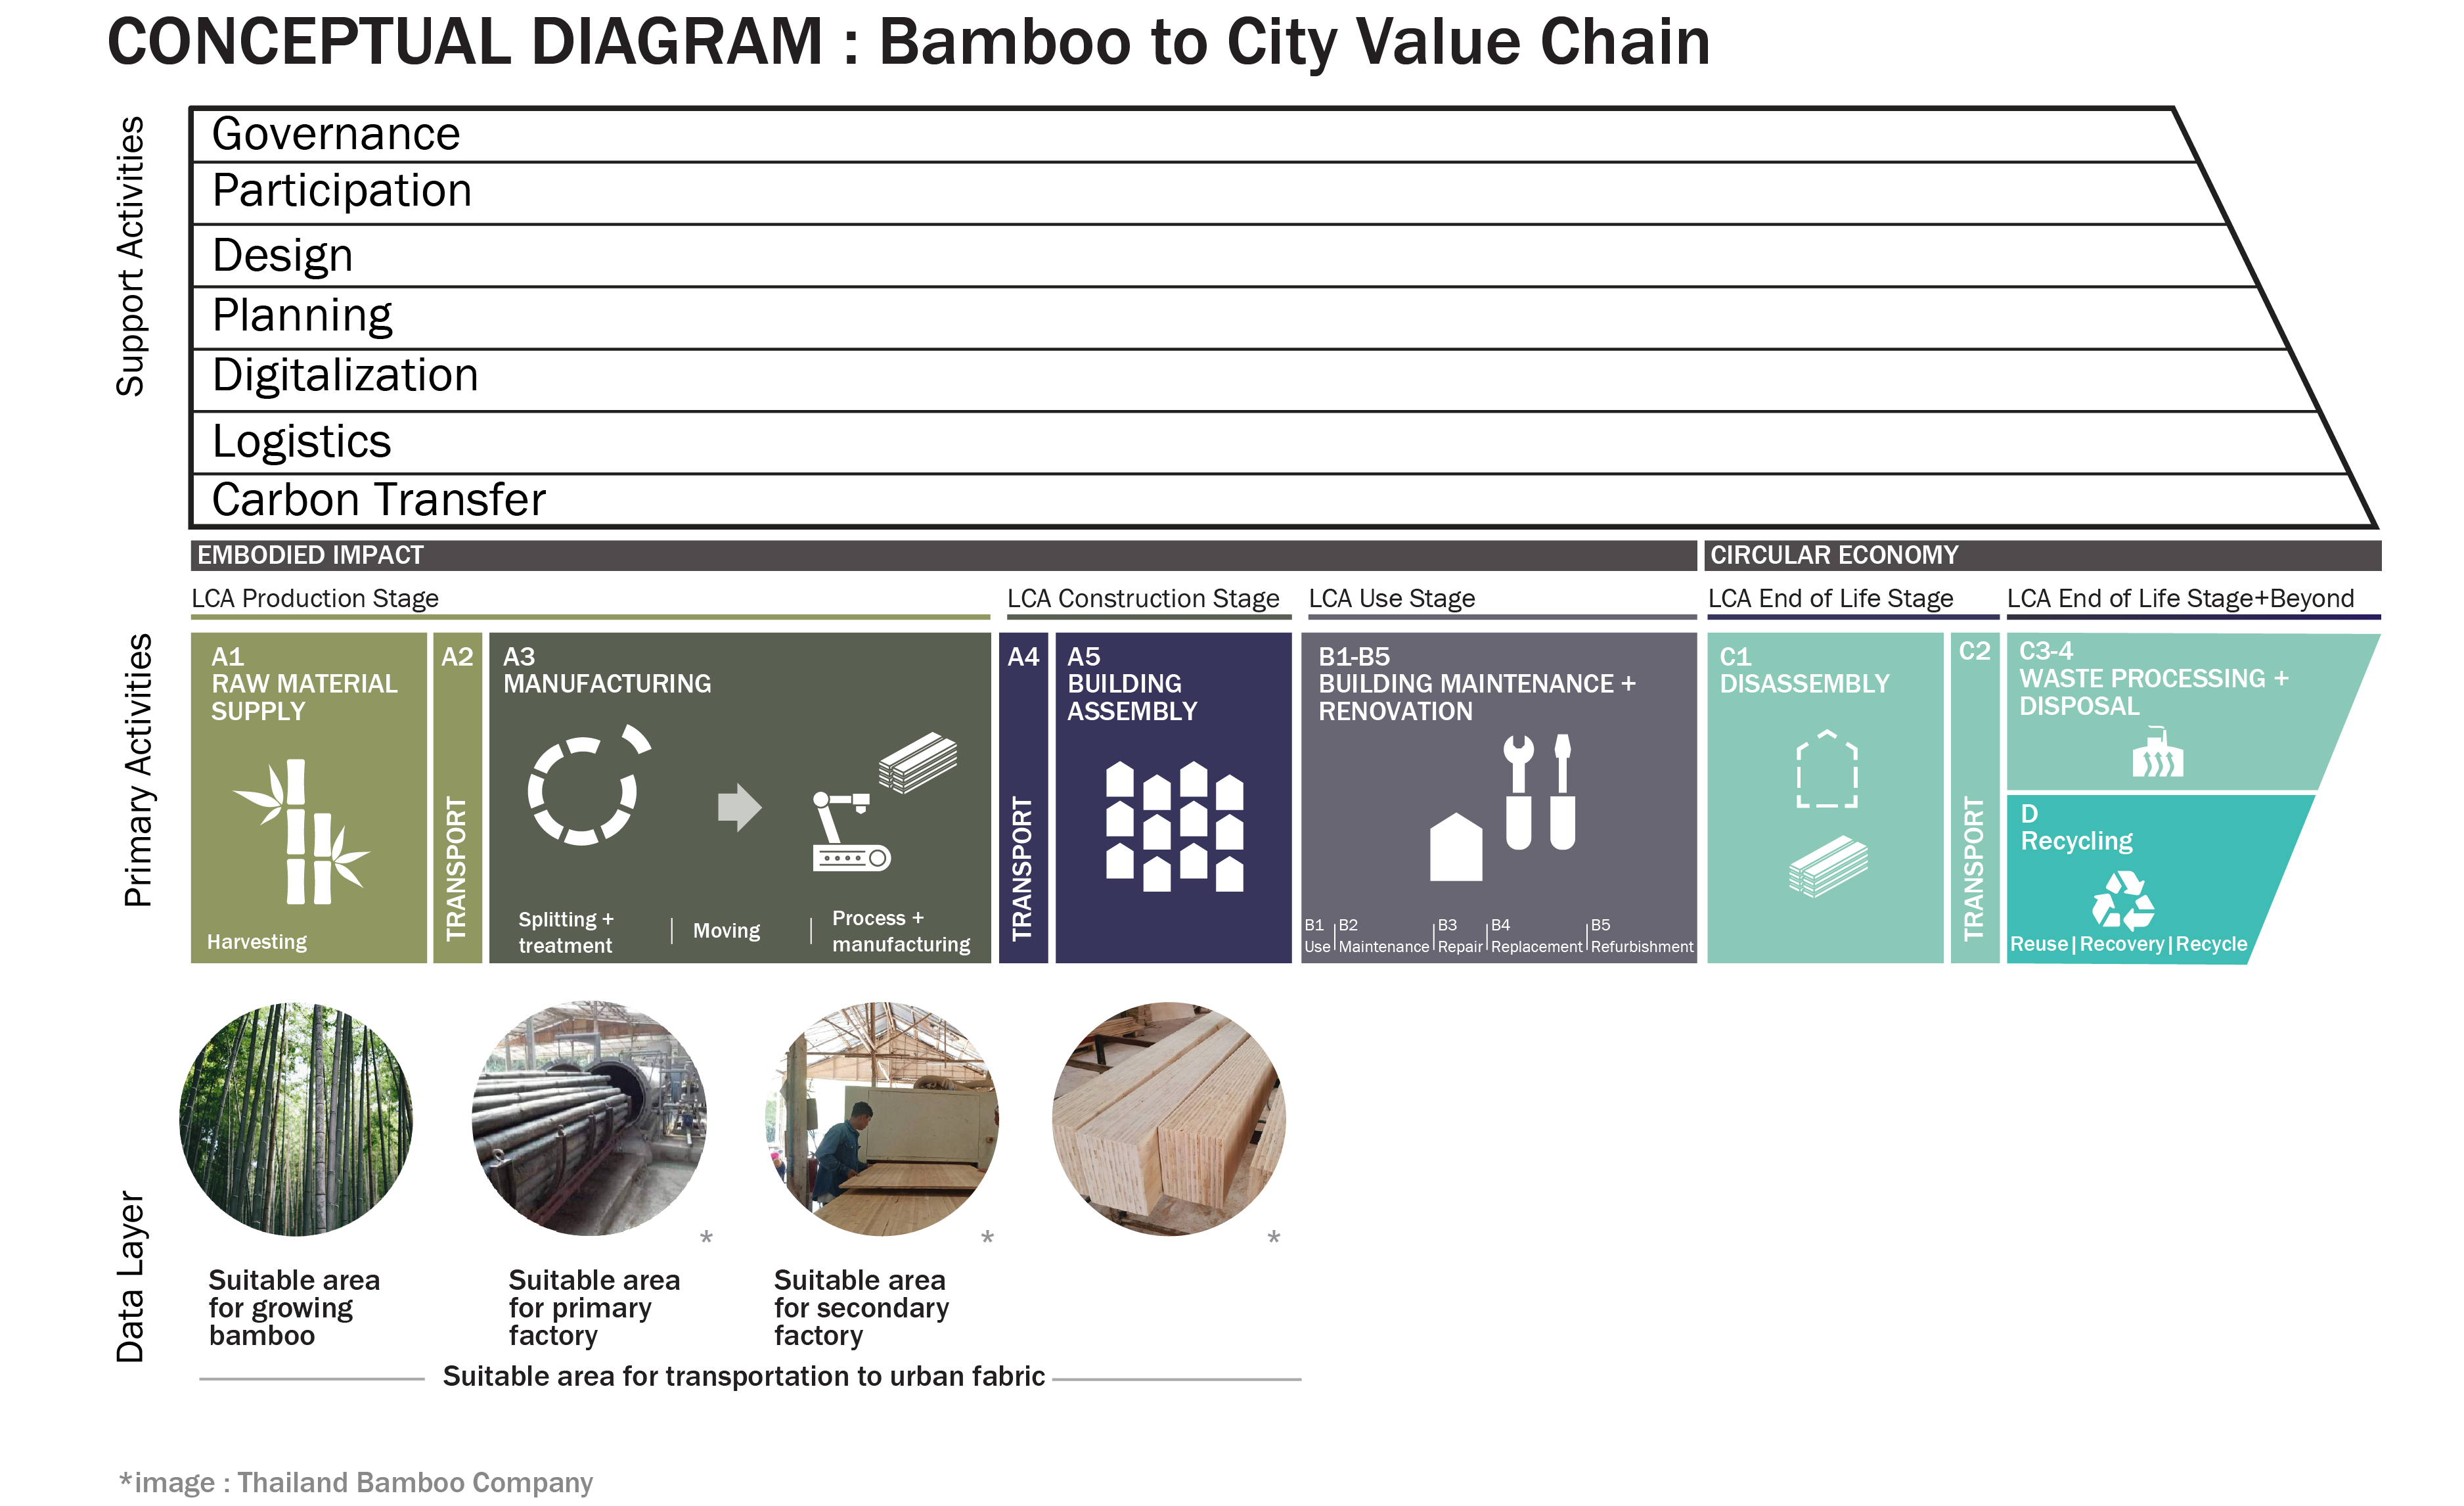 CONCEPTUAL DIAGRAM : Bamboo to City Value Chain
Support Activities
Governance
Participation
Design
Planning
Digitalization
Logistics
Carbon Transfer
EMBODIED IMPACT
CIRCULAR ECONOMY
LCA Production Stage
LCA Construction Stage
LCA Use Stage
LCA End of Life Stage
LCA End of Life Stage+Beyond
Primary Activities
A1
RAW MATERIAL
SUPPLY
Harvesting
A2
TRANSPORT
A3
MANUFACTURING
Splitting +
treatment
Moving
Process +
manufacturing
A4
TRANSPORT
A5
BUILDING
ASSEMBLY
B1-B5
BUILDING MAINTENANCE +
RENOVATION
B1
Use
B2
Maintenance
B3
Repair
B4
Replacement
B5
Refurbishment
C1
DISASSEMBLY
C2
TRANSPORT
C3-4
WASTE PROCESSING +
DISPOSAL
D
Recycling
Reuse|Recovery|Recycle
Data Layer
*
*
*
Suitable area
for growing
bamboo
Suitable area
for primary
factory
Suitable area
for secondary
factory
Suitable area for transportation to urban fabric
*image : Thailand Bamboo Company